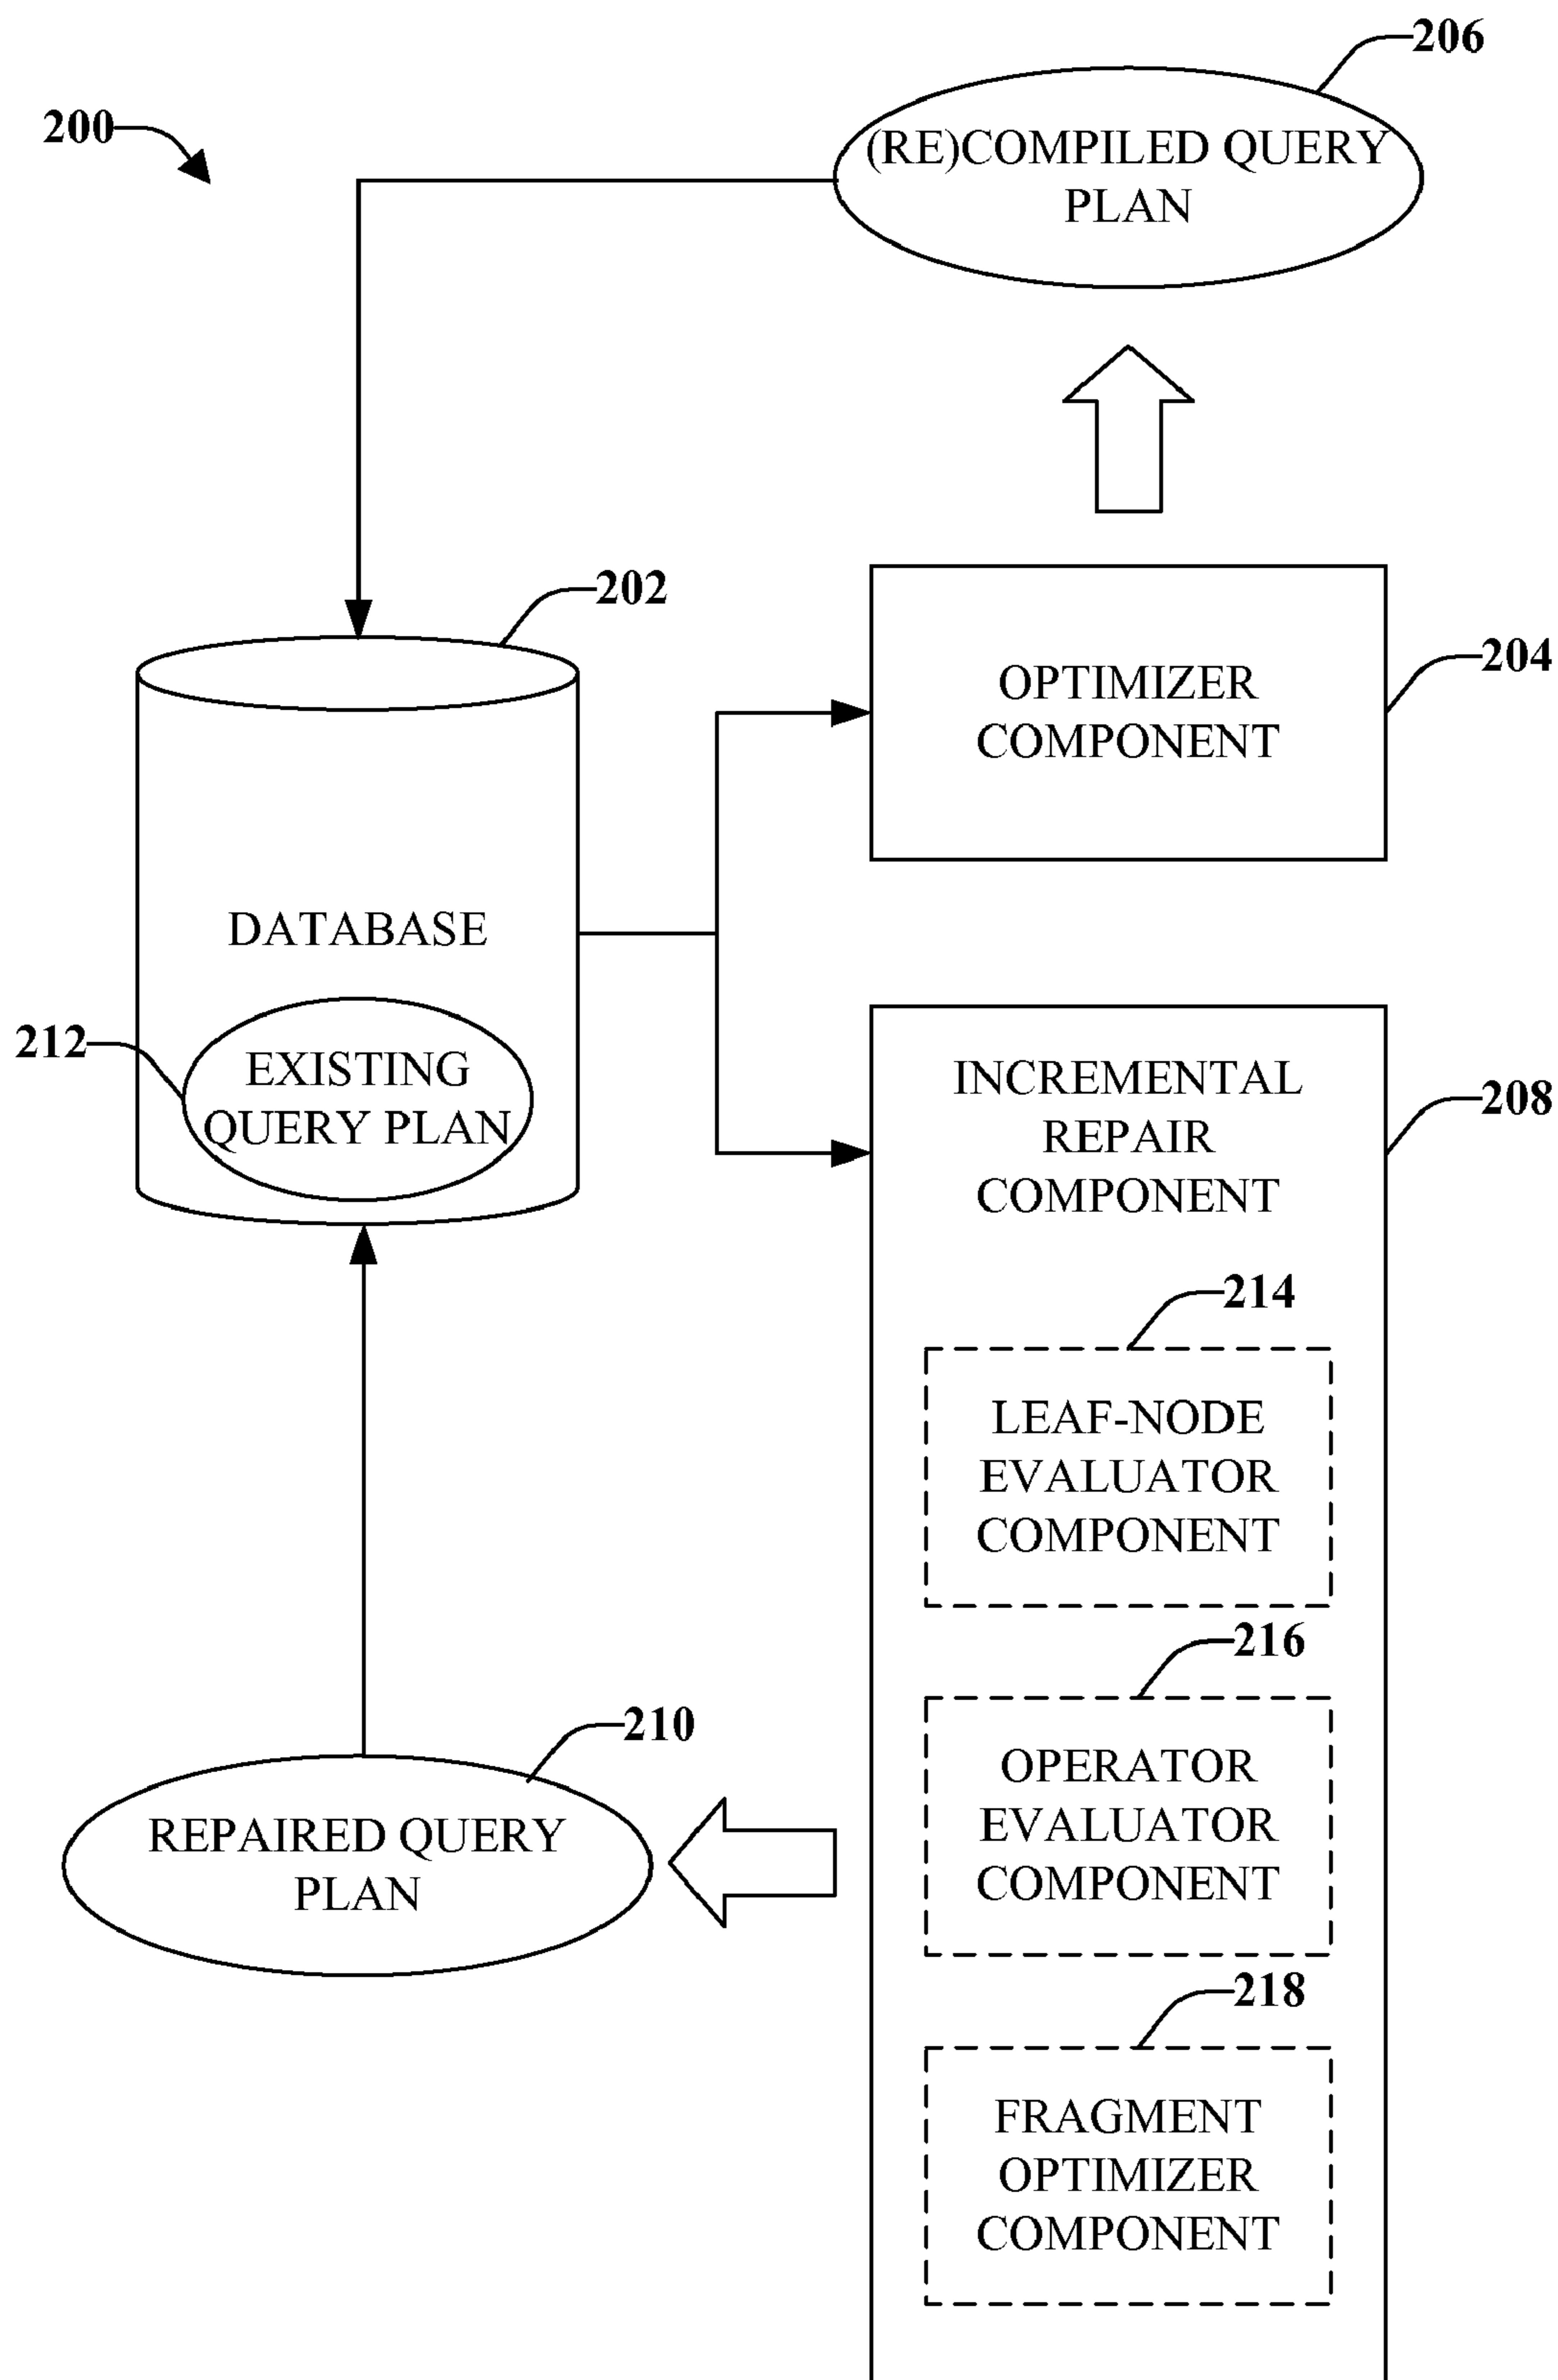 206
200
(RE)COMPILED QUERY
PLAN
202
204
OPTIMIZER
COMPONENT
DATABASE
212
EXISTING
QUERY PLAN
208
INCREMENTAL
REPAIR
COMPONENT
214
LEAF-NODE
EVALUATOR
COMPONENT
216
OPERATOR
EVALUATOR
COMPONENT
210
REPAIRED QUERY
PLAN
218
FRAGMENT
OPTIMIZER
COMPONENT